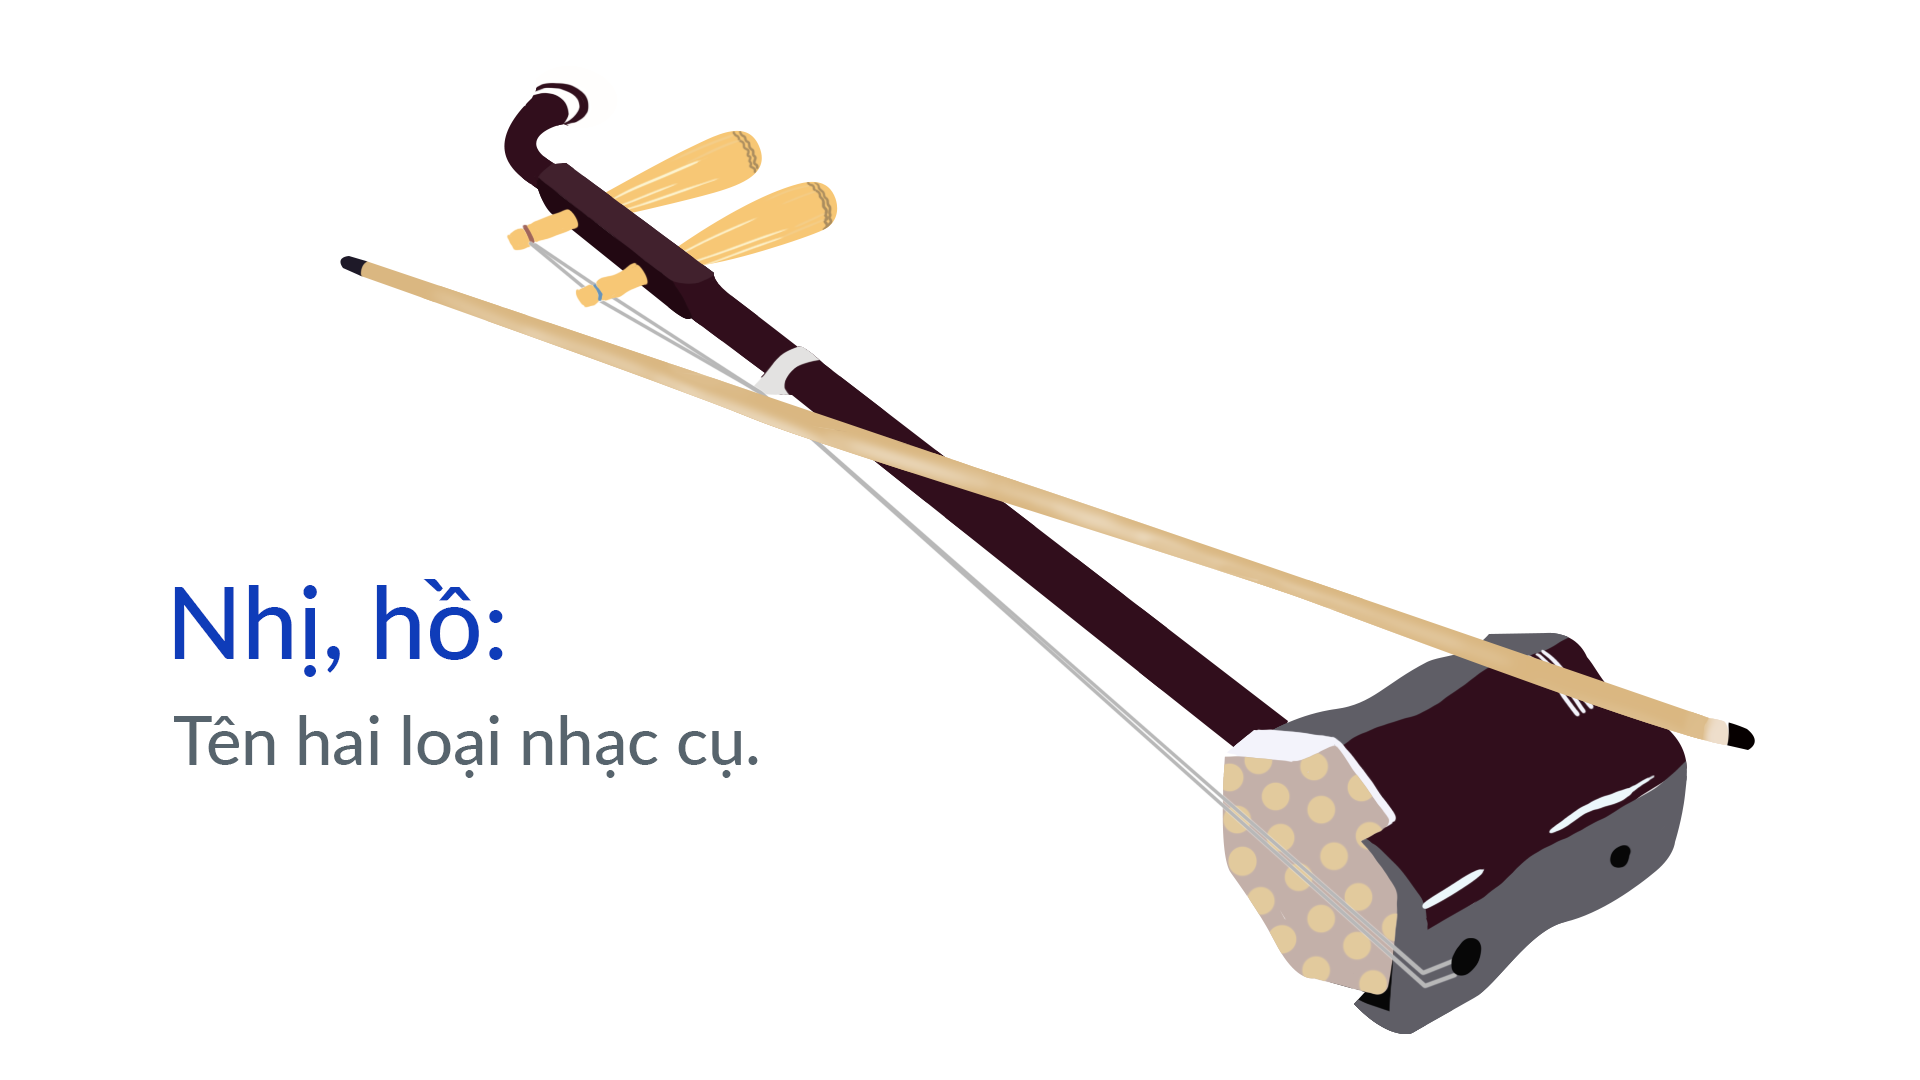 Nhị, hồ:
Tên hai loại nhạc cụ.